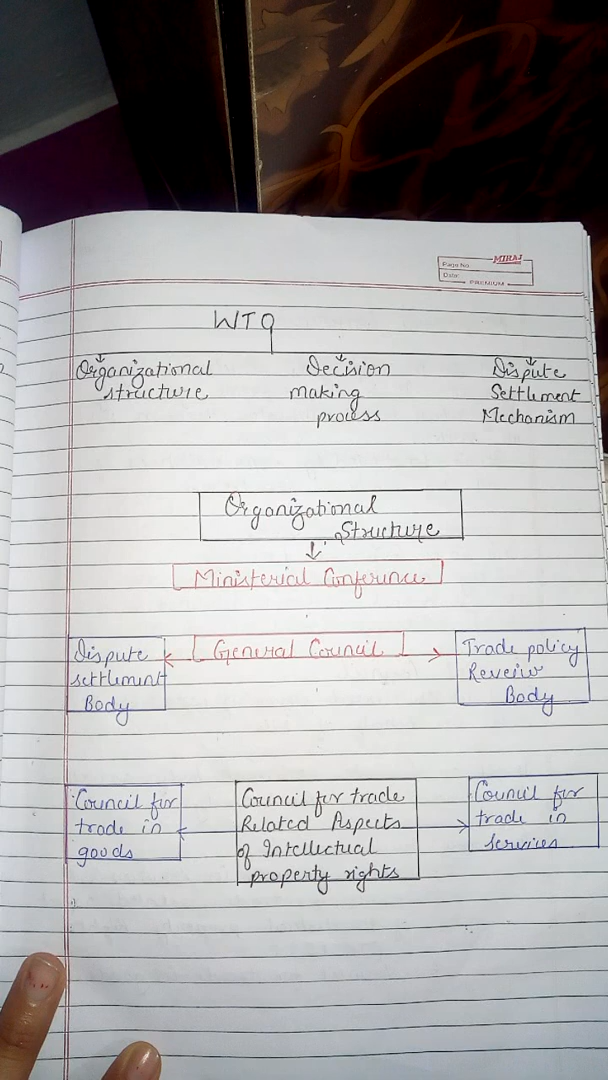 MIRAJ
Page No.
Date:
PREMIUM
WTO
Organizational Decision Dispute
structure making Settlement
process Mechanism
Organizational
Structure
Ministerial Conference
Dispute General Council Trade policy
settlement Reveiw
Body Body
Council for Council for trade Council for
trade in Related Aspects trade in
goods of Intellectual services
property rights